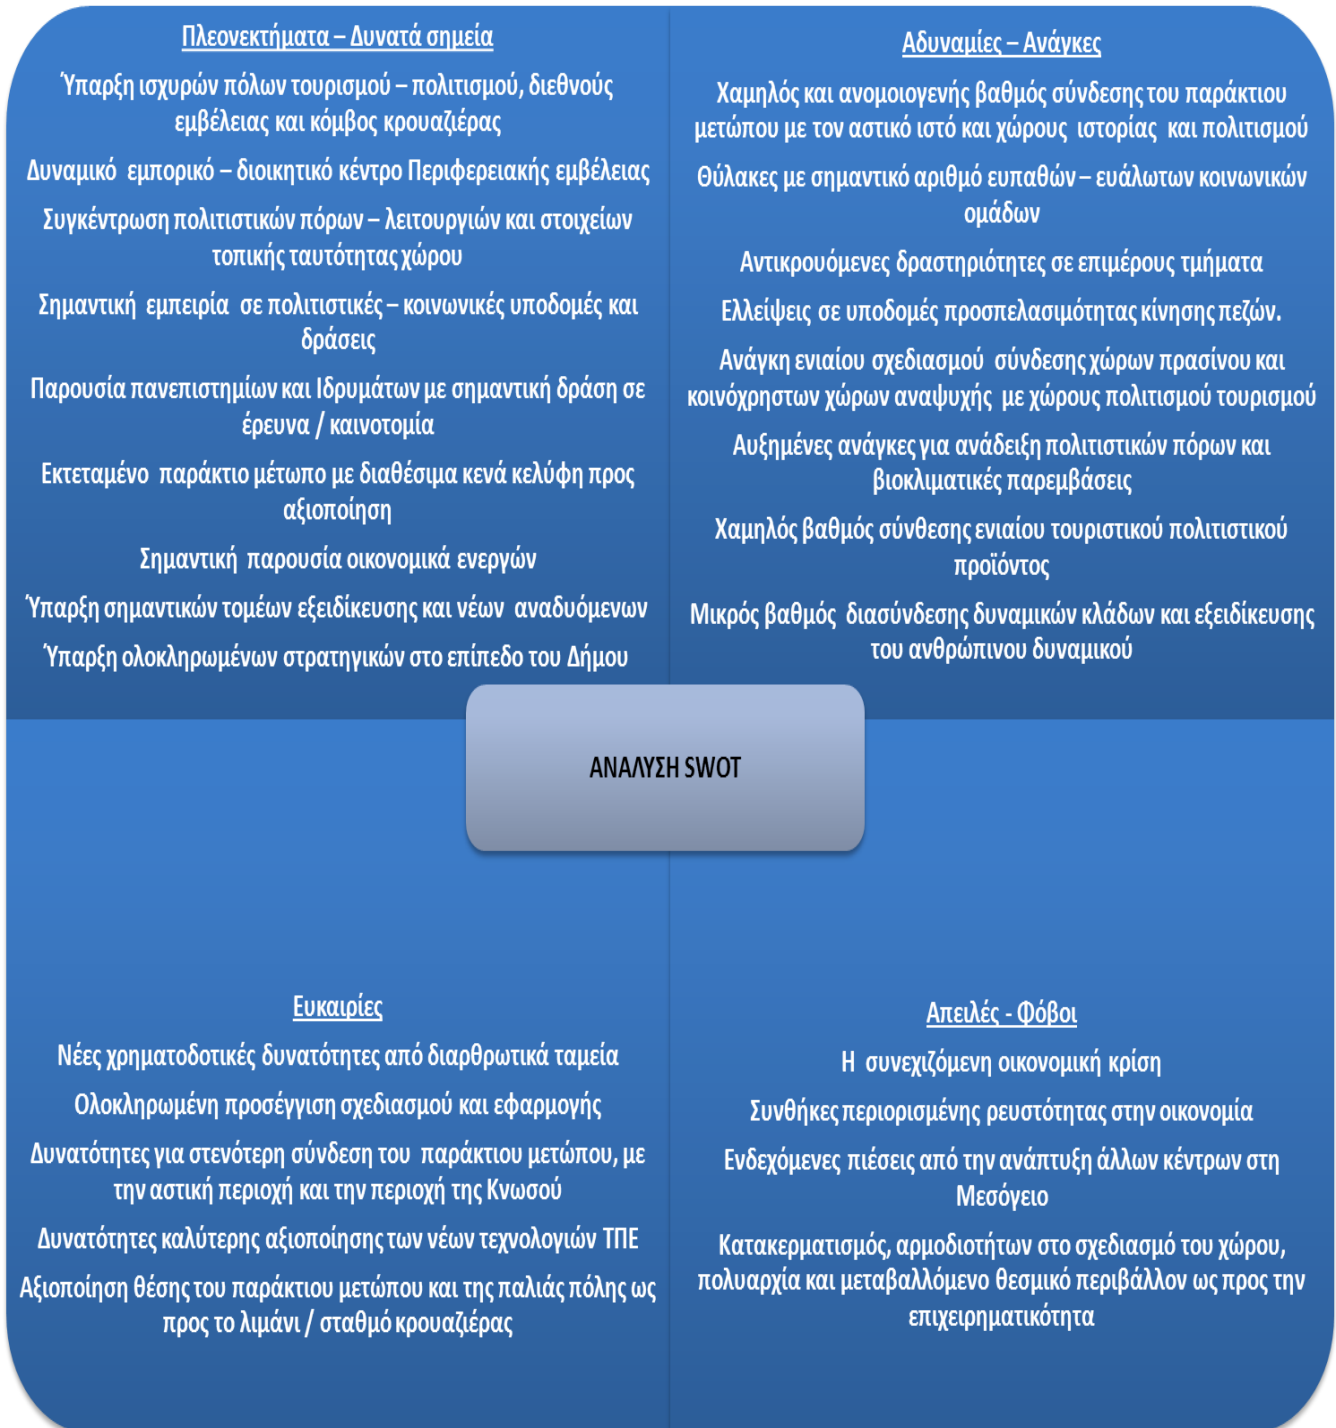 Πλεονεκτήματα – Δυνατά σημεία
Ύπαρξη ισχυρών πόλων τουρισμού – πολιτισμού, διεθνούς
εμβέλειας και κόμβος κρουαζιέρας
Δυναμικό εμπορικό – διοικητικό κέντρο Περιφερειακής εμβέλειας
Συγκέντρωση πολιτιστικών πόρων – λειτουργιών και στοιχείων
τοπικής ταυτότητας χώρου
Σημαντική εμπειρία σε πολιτιστικές – κοινωνικές υποδομές και
δράσεις
Παρουσία πανεπιστημίων και Ιδρυμάτων με σημαντική δράση σε
έρευνα / καινοτομία
Εκτεταμένο παράκτιο μέτωπο με διαθέσιμα κενά κελύφη προς
αξιοποίηση
Σημαντική παρουσία οικονομικά ενεργών
Ύπαρξη σημαντικών τομέων εξειδίκευσης και νέων αναδυόμενων
Ύπαρξη ολοκληρωμένων στρατηγικών στο επίπεδο του Δήμου
Αδυναμίες – Ανάγκες
Χαμηλός και ανομοιογενής βαθμός σύνδεσης του παράκτιου
μετώπου με τον αστικό ιστό και χώρους ιστορίας και πολιτισμού
Θύλακες με σημαντικό αριθμό ευπαθών – ευάλωτων κοινωνικών
ομάδων
Αντικρουόμενες δραστηριότητες σε επιμέρους τμήματα
Ελλείψεις σε υποδομές προσπελασιμότητας κίνησης πεζών.
Ανάγκη ενιαίου σχεδιασμού σύνδεσης χώρων πρασίνου και
κοινόχρηστων χώρων αναψυχής με χώρους πολιτισμού τουρισμού
Αυξημένες ανάγκες για ανάδειξη πολιτιστικών πόρων και
βιοκλιματικές παρεμβάσεις
Χαμηλός βαθμός σύνθεσης ενιαίου τουριστικού πολιτιστικού
προϊόντος
Μικρός βαθμός διασύνδεσης δυναμικών κλάδων και εξειδίκευσης
του ανθρώπινου δυναμικού
ΑΝΑΛΥΣΗ SWOT
Ευκαιρίες
Νέες χρηματοδοτικές δυνατότητες από διαρθρωτικά ταμεία
Ολοκληρωμένη προσέγγιση σχεδιασμού και εφαρμογής
Δυνατότητες για στενότερη σύνδεση του παράκτιου μετώπου, με
την αστική περιοχή και την περιοχή της Κνωσού
Δυνατότητες καλύτερης αξιοποίησης των νέων τεχνολογιών ΤΠΕ
Αξιοποίηση θέσης του παράκτιου μετώπου και της παλιάς πόλης ως
προς το λιμάνι / σταθμό κρουαζιέρας
Απειλές - Φόβοι
Η συνεχιζόμενη οικονομική κρίση
Συνθήκες περιορισμένης ρευστότητας στην οικονομία
Ενδεχόμενες πιέσεις από την ανάπτυξη άλλων κέντρων στη
Μεσόγειο
Κατακερματισμός, αρμοδιοτήτων στο σχεδιασμό του χώρου,
πολυαρχία και μεταβαλλόμενο θεσμικό περιβάλλον ως προς την
επιχειρηματικότητα